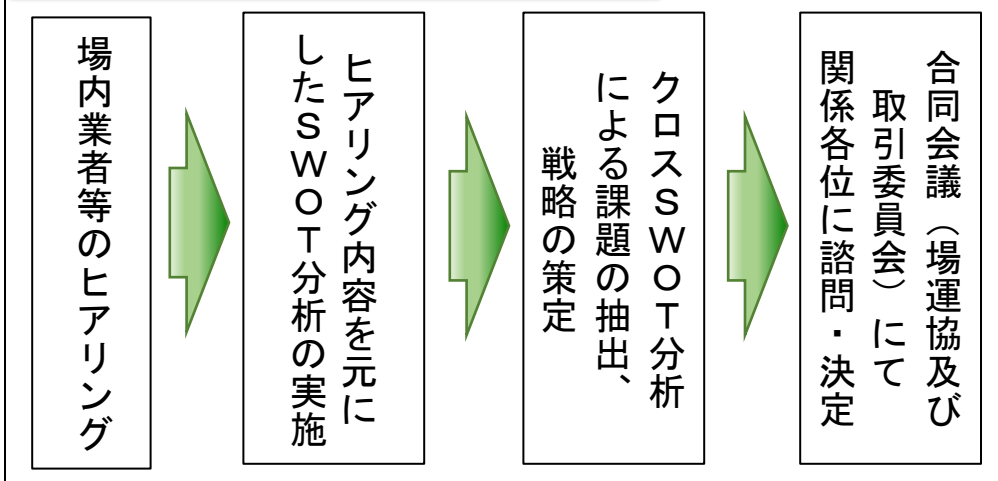 場内業者等のヒアリング
ヒアリング内容を元に
したＳＷＯＴ分析の実施
クロスＳＷＯＴ分析
による課題の抽出、
戦略の策定
合同会議（場運協及び
取引委員会）にて
関係各位に諮問・決定